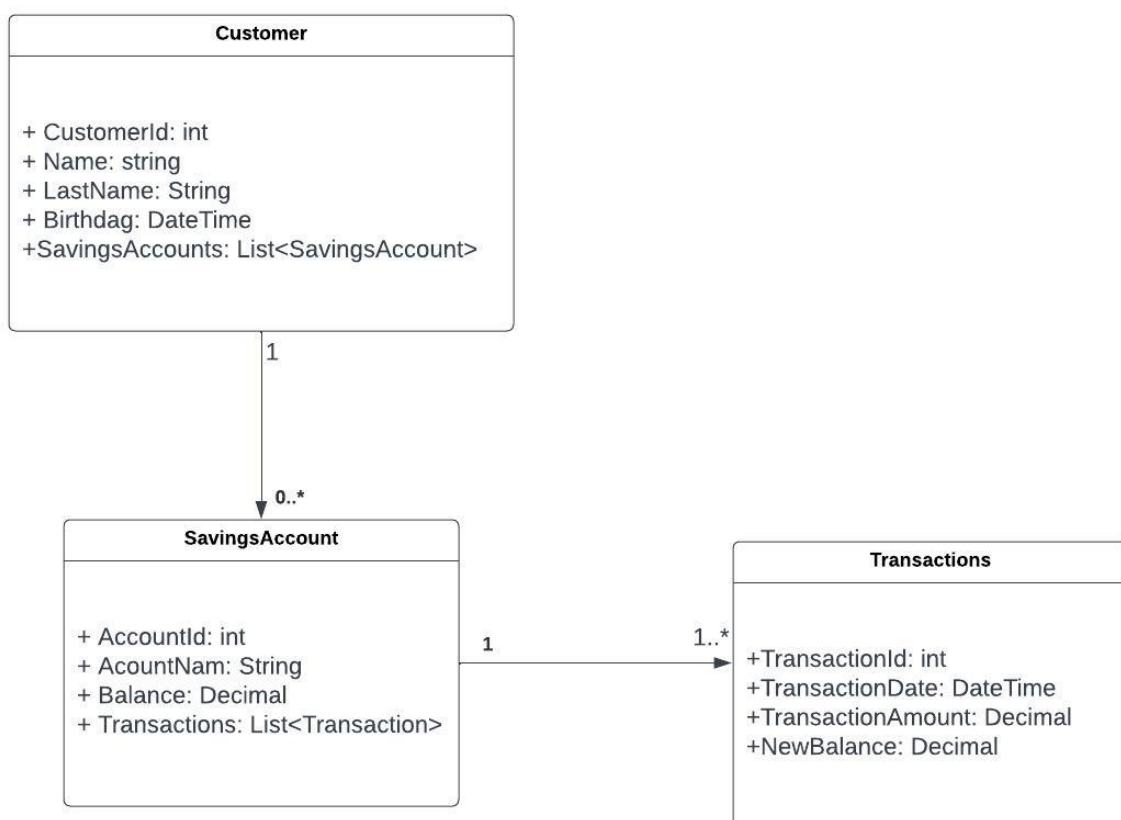 Customer
+ CustomerId: int
+ Name: string
+ LastName: String
+ Birthdag: DateTime
+SavingsAccounts: List<SavingsAccount>
1
0..*
SavingsAccount
+ AccountId: int
+ AcountNam: String
+ Balance: Decimal
+ Transactions: List<Transaction>
1
1..*
Transactions
+TransactionId: int
+TransactionDate: DateTime
+TransactionAmount: Decimal
+NewBalance: Decimal